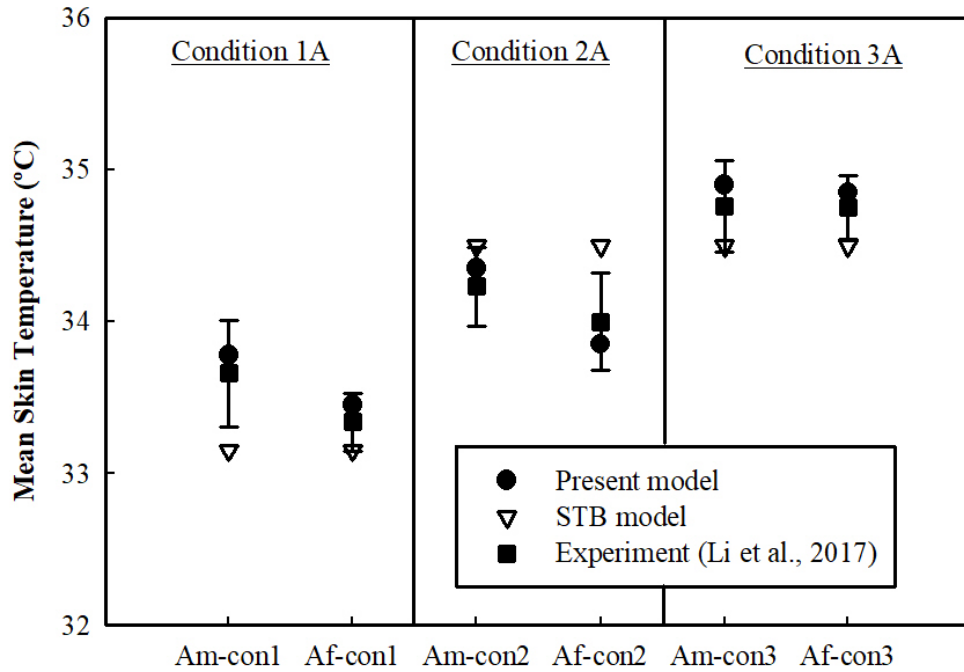 36
35
34
33
32
Mean Skin Temperature (ºC)
Condition 1A
Condition 2A
Condition 3A
Present model
STB model
Experiment (Li et al., 2017)
Am-con1 Af-con1 Am-con2 Af-con2 Am-con3 Af-con3